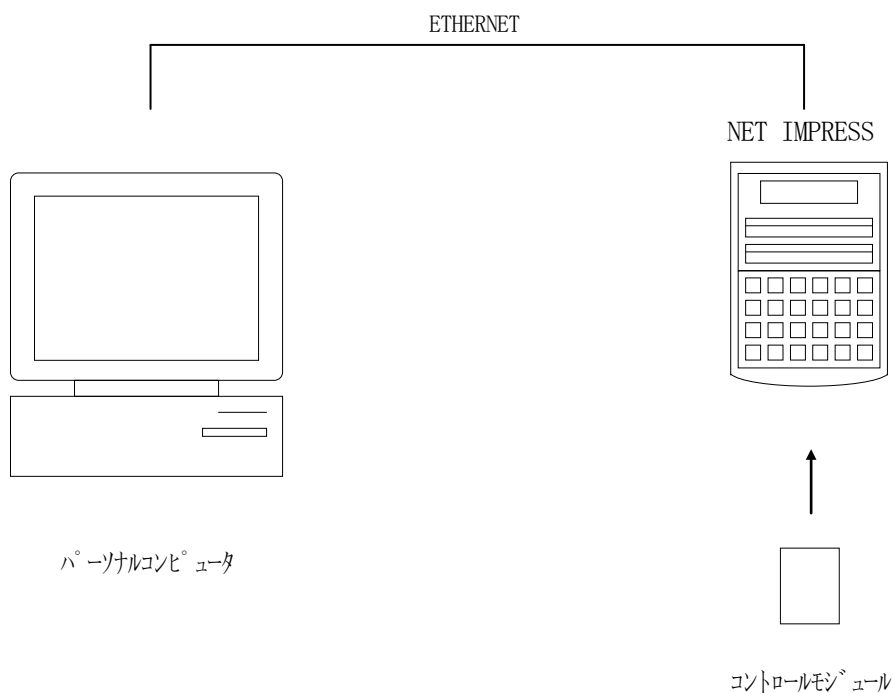 ETHERNET
NET IMPRESS
ﾊﾟｰｿﾅﾙｺﾝﾋﾟｭｰﾀ
ｺﾝﾄﾛｰﾙﾓｼﾞｭｰﾙ